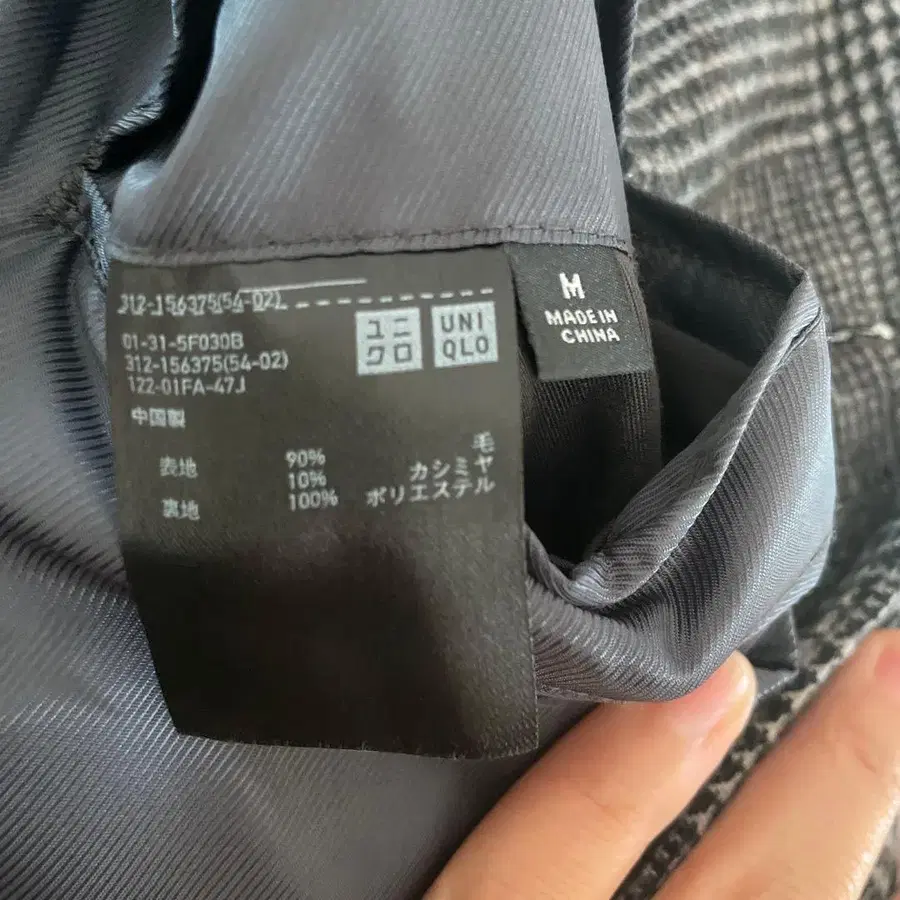 312-156375(54-02)
01-31-5F030B
312-156375(54-02)
122-01FA-47J
中国製
ユニ
クロ
UNI
QLO
表地 90% 毛
10% カシミヤ
裏地 100% ポリエステル
M
MADE IN
CHINA